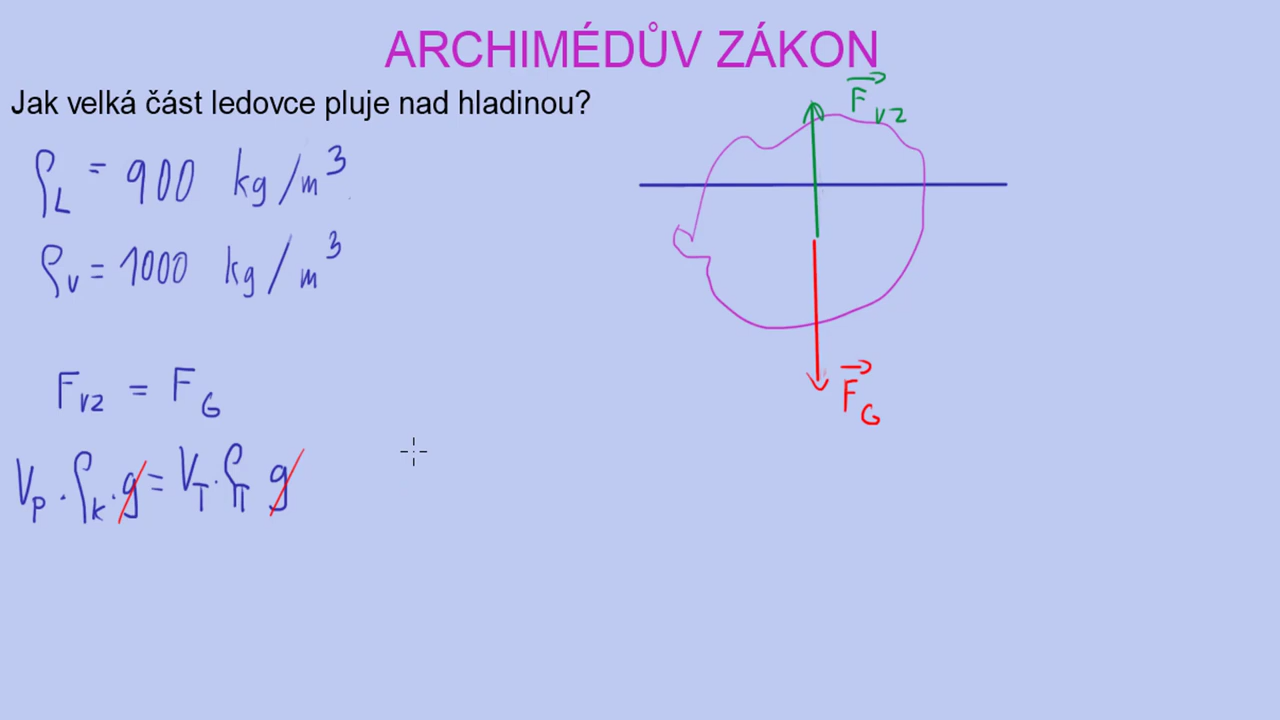 ARCHIMÉDŮV ZÁKON
Jak velká část ledovce pluje nad hladinou?
ρL = 900 kg/m³
ρV = 1000 kg/m³
FVZ = FG
VP · ρK · g = VT · ρT g
FVZ
FG